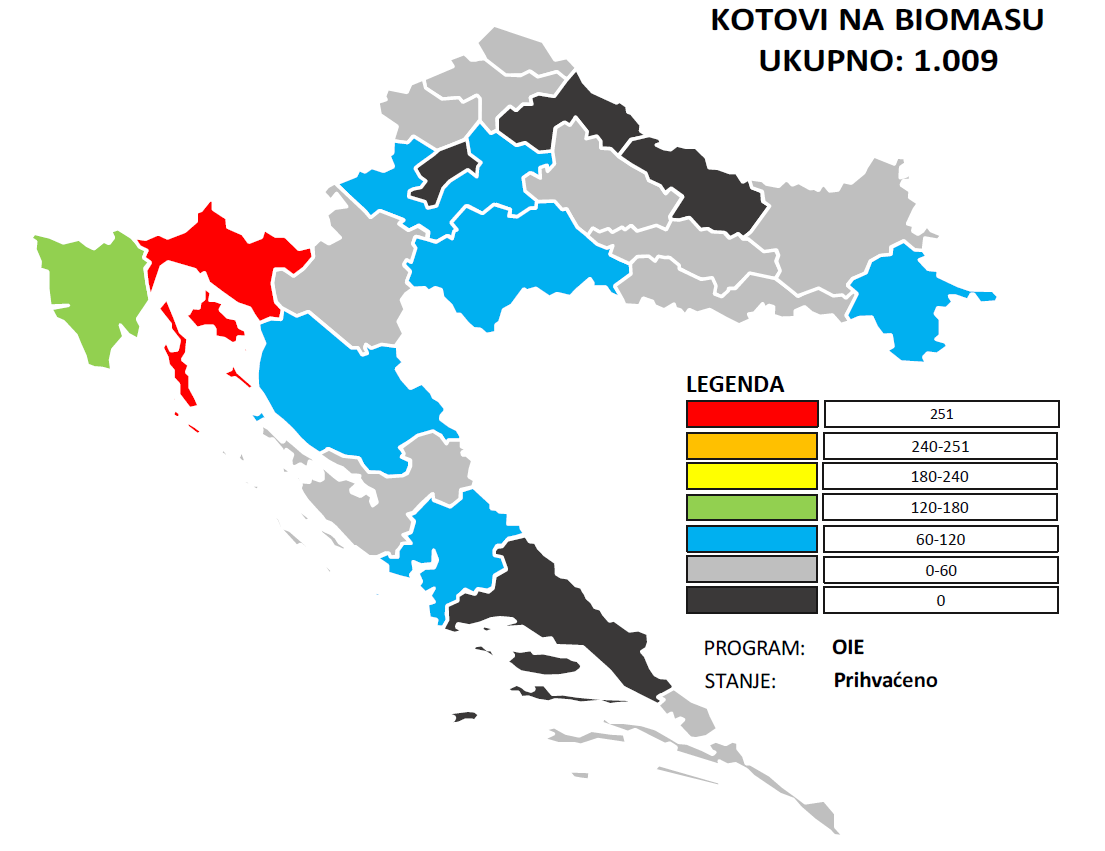 KOTOVI NA BIOMASU
UKUPNO: 1.009
LEGENDA
251
240-251
180-240
120-180
60-120
0-60
0
PROGRAM: OIE
STANJE: Prihvaćeno